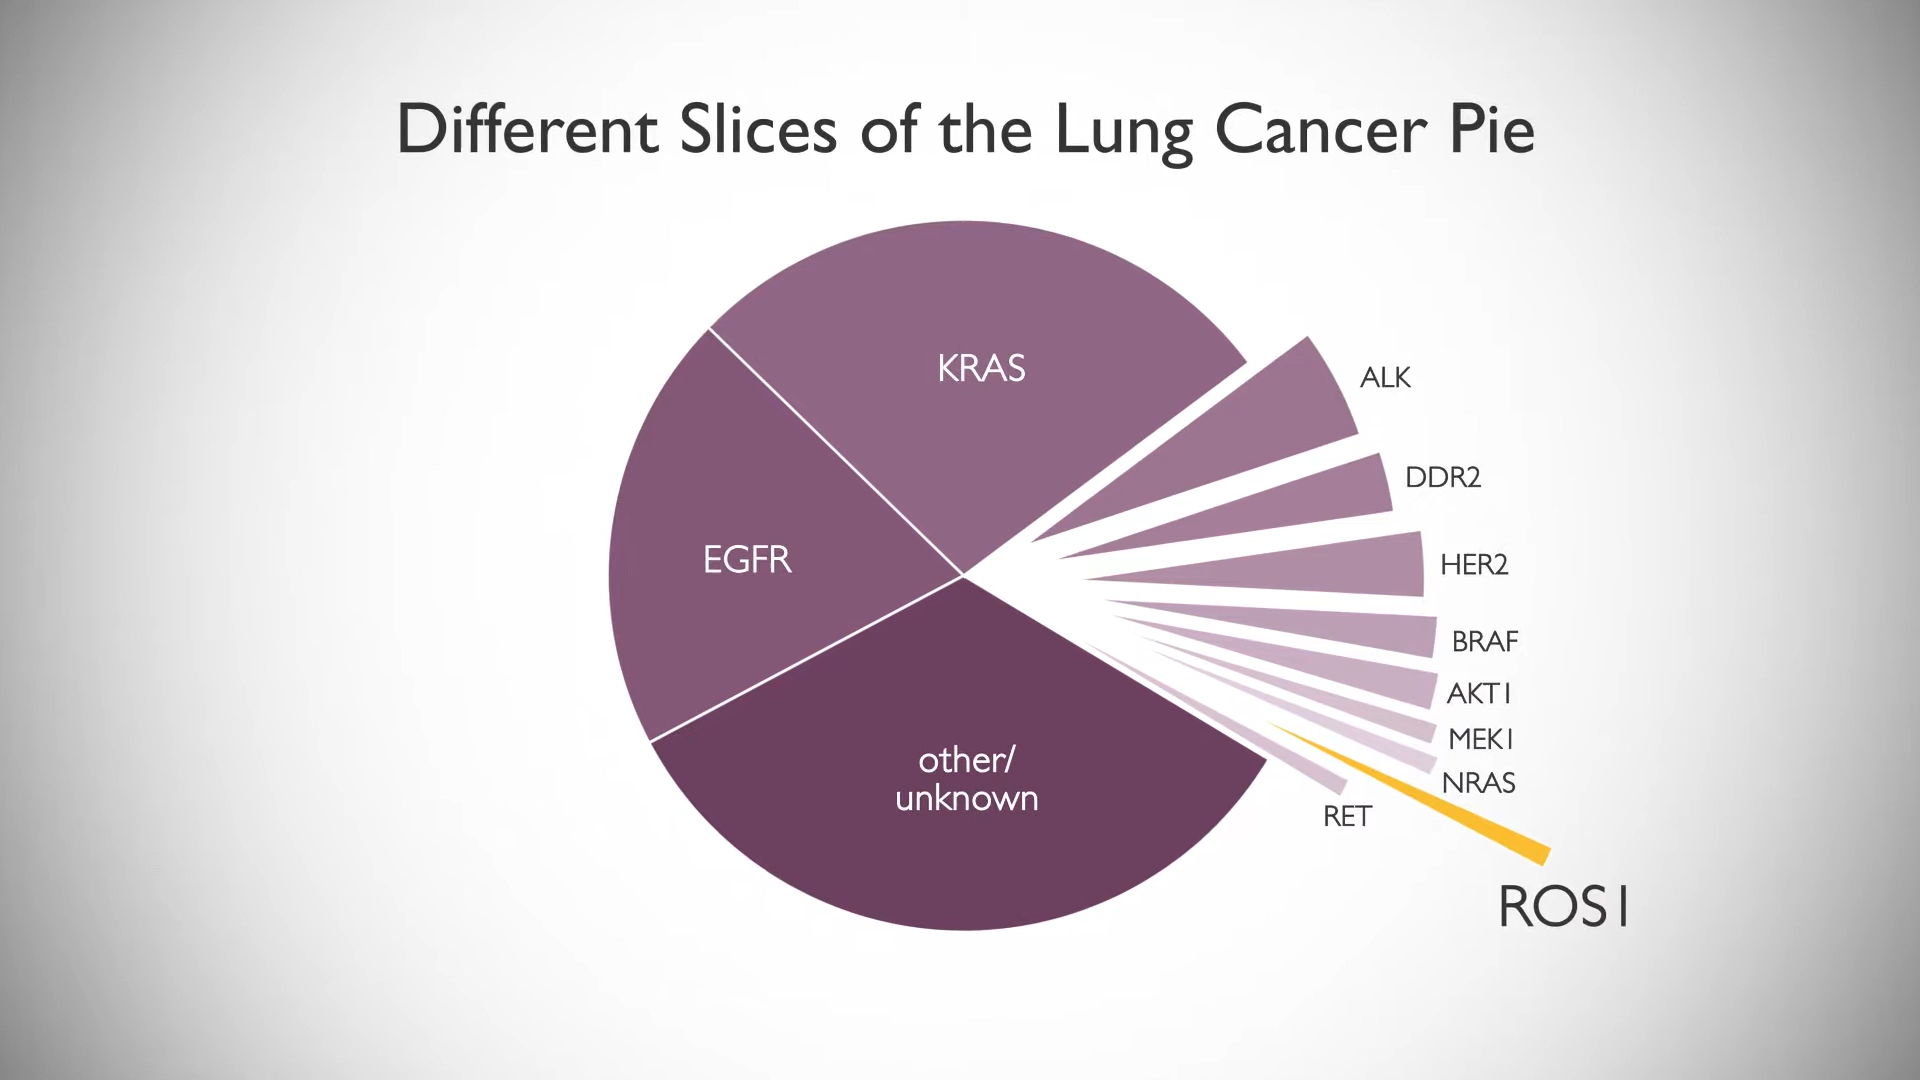 Different Slices of the Lung Cancer Pie
KRAS
ALK
DDR2
EGFR
HER2
BRAF
AKT1
MEK1
NRAS
other/
unknown
RET
ROS1